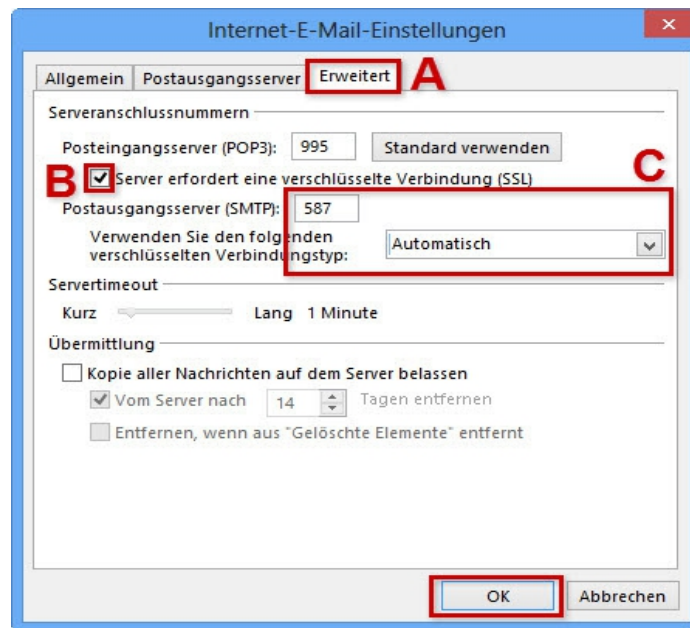 Internet-E-Mail-Einstellungen
Allgemein Postausgangsserver Erweitert A
Serveranschlussnummern
Posteingangsserver (POP3): 995 Standard verwenden
B Server erfordert eine verschlüsselte Verbindung (SSL) C
Postausgangsserver (SMTP): 587
Verwenden Sie den folgenden
verschlüsselten Verbindungstyp: Automatisch
Servertimeout
Kurz Lang 1 Minute
Übermittlung
Kopie aller Nachrichten auf dem Server belassen
Vom Server nach 14 Tagen entfernen
Entfernen, wenn aus "Gelöschte Elemente" entfernt
OK Abbrechen